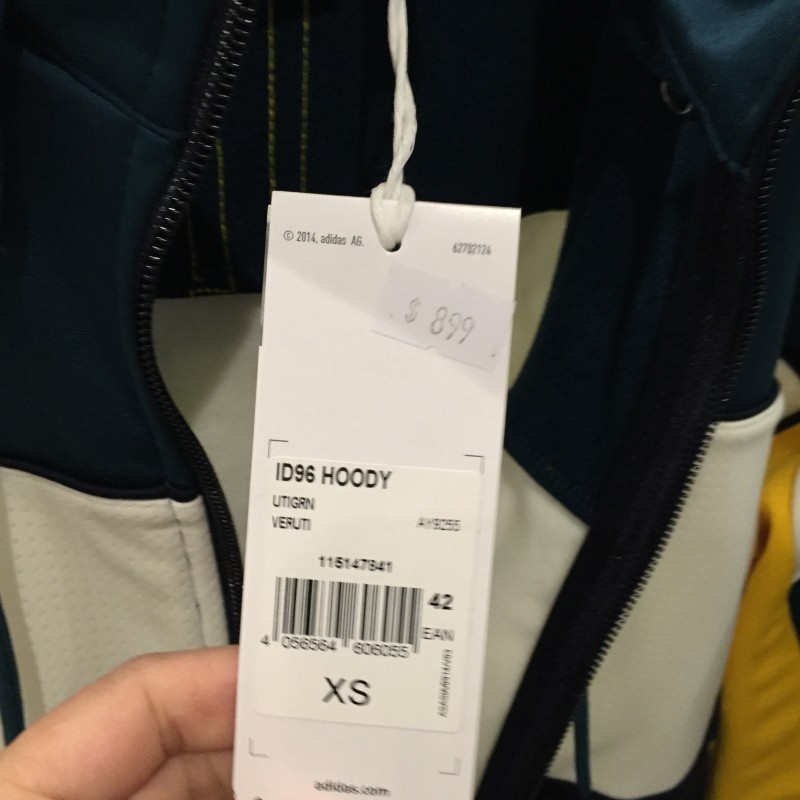 © 2014, adidas AG.
62702124
$ 899
ID96 HOODY
UTIGRN
VERUTI
AY9255
115147941
42
EAN
4 056564 606055
XS
adidas.com